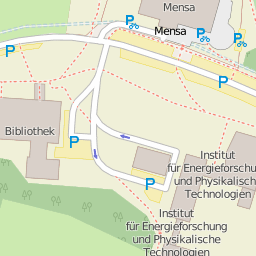 Mensa
Mensa
P
P
P
P
P
P
P
P
Bibliothek
Institut
für Energieforschung
und Physikalische
Technologien
Institut
für Energieforschung
und Physikalische
Technologien